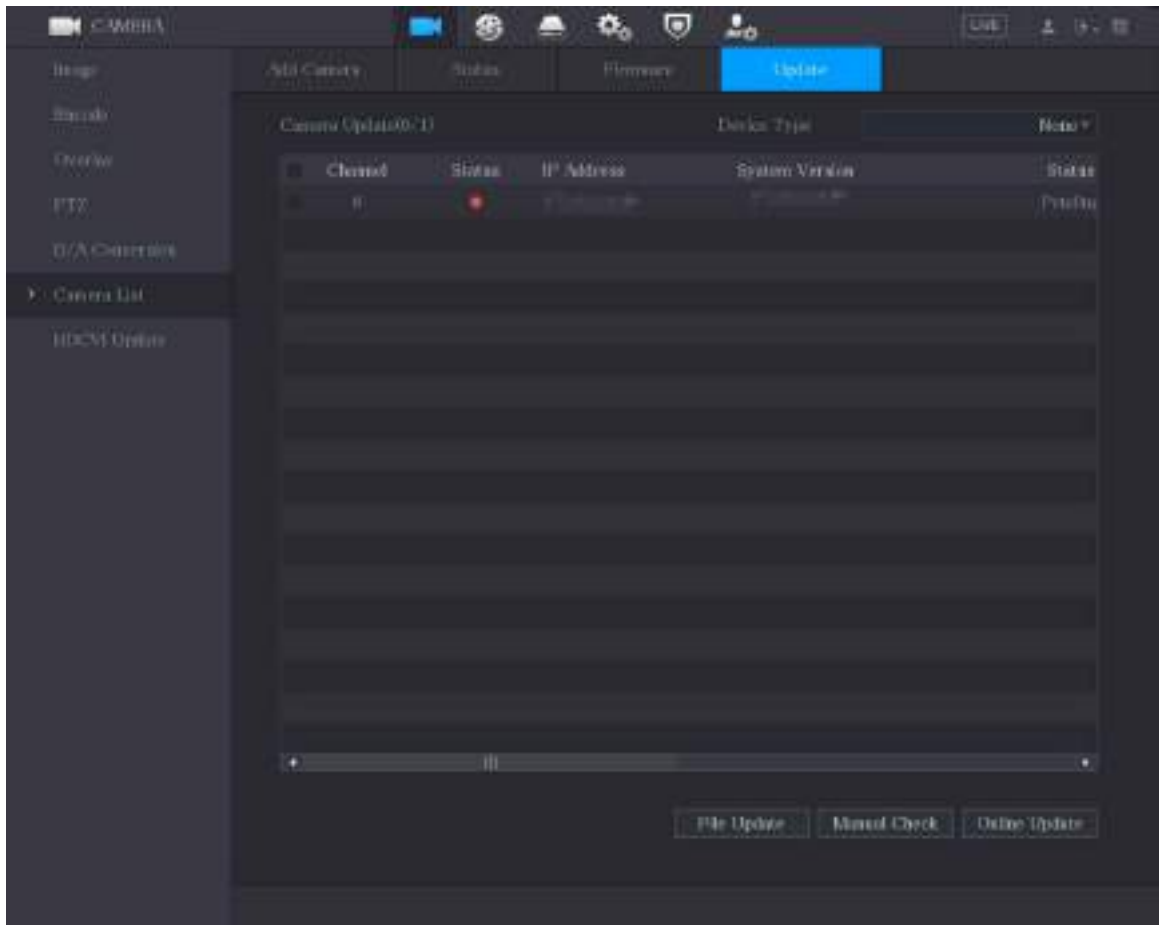 CAMERA
LIVE
Image
Encode
Overlay
PTZ
D/A Conversion
Camera List
HDCVI Update
Add Camera
Status
Firmware
Update
Camera Update(0/1)
Device Type
None
Channel
Status
IP Address
System Version
Status
File Update
Manual Check
Online Update